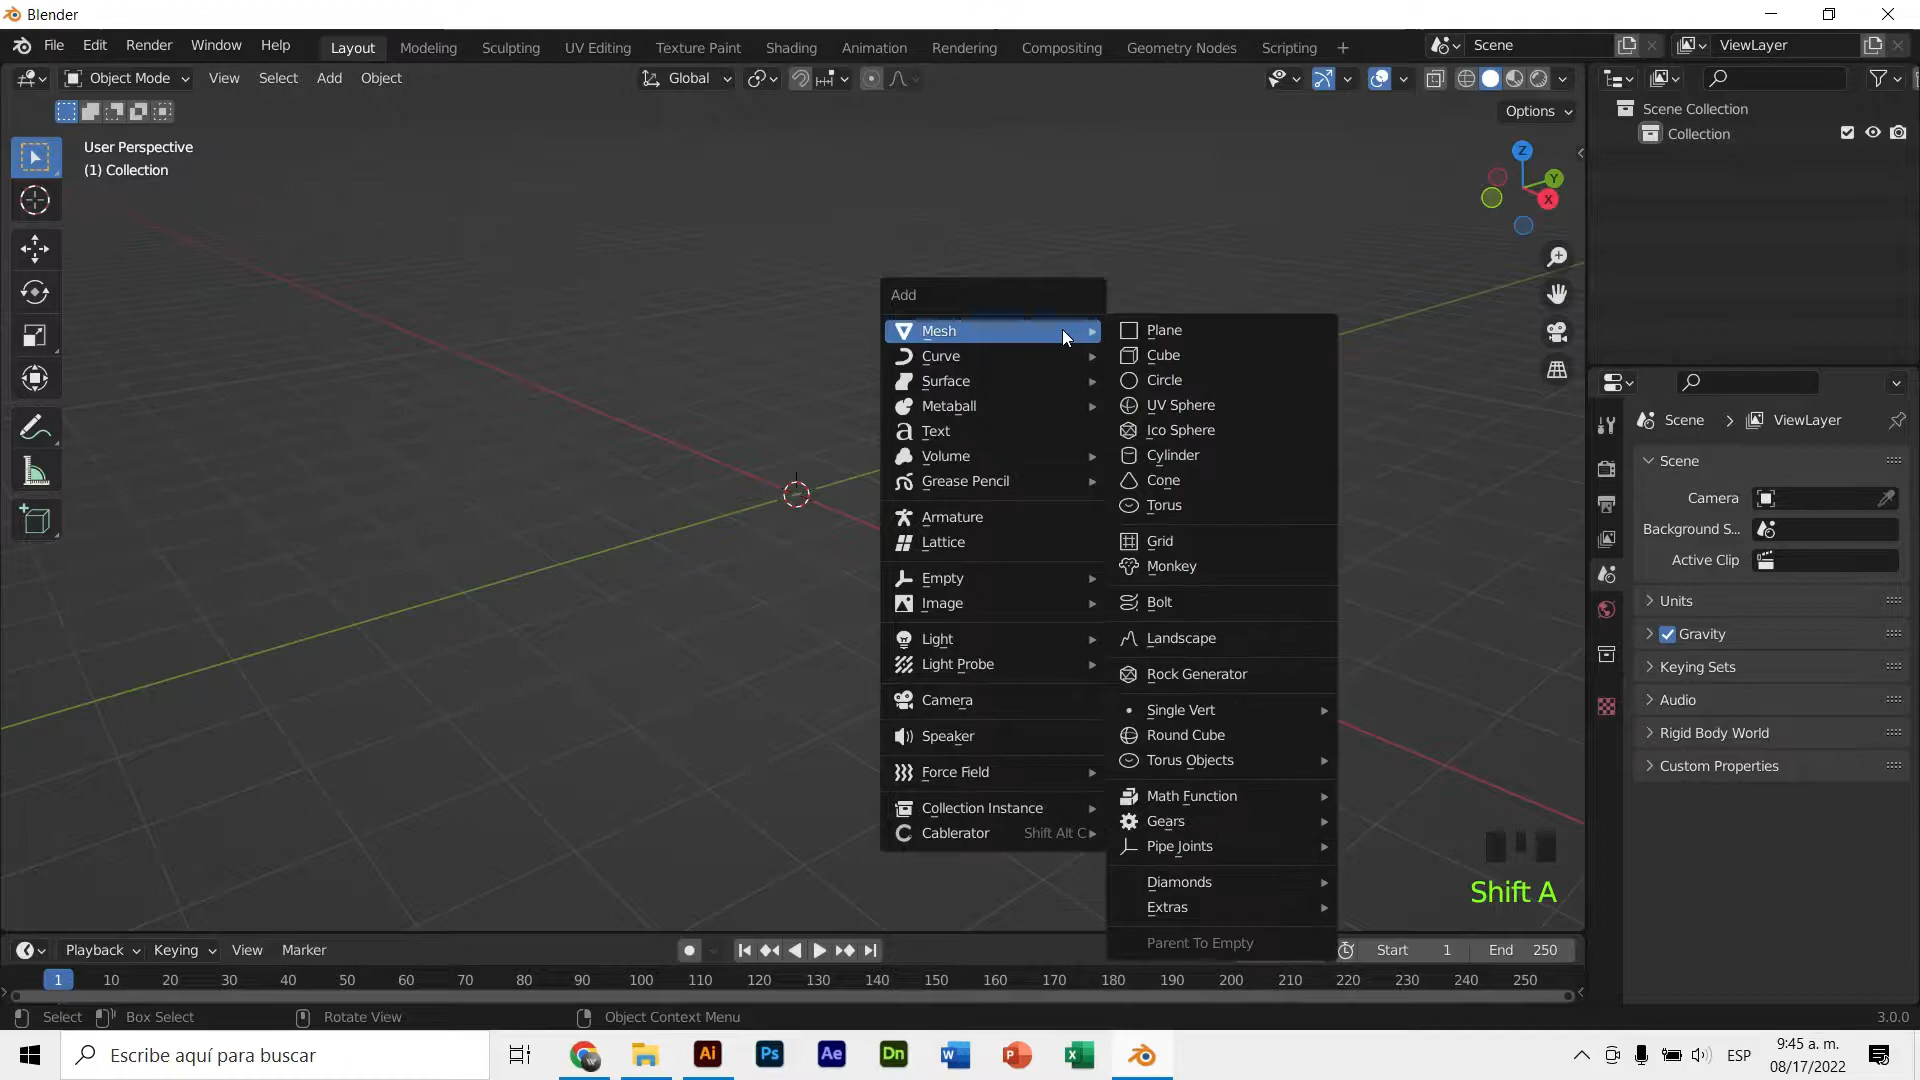 Blender
File Edit Render Window Help Layout Modeling Sculpting UV Editing Texture Paint Shading Animation Rendering Compositing Geometry Nodes Scripting + Scene ViewLayer
Object Mode View Select Add Object Global
Options
User Perspective
(1) Collection
Z
Y
X
Scene Collection
Collection
Add
Mesh
Curve
Surface
Metaball
Text
Volume
Grease Pencil
Armature
Lattice
Empty
Image
Light
Light Probe
Camera
Speaker
Force Field
Collection Instance
Cablerator Shift Alt C
Plane
Cube
Circle
UV Sphere
Ico Sphere
Cylinder
Cone
Torus
Grid
Monkey
Bolt
Landscape
Rock Generator
Single Vert
Round Cube
Torus Objects
Math Function
Gears
Pipe Joints
Diamonds
Extras
Parent To Empty
Shift A
Scene > ViewLayer
Scene
Camera
Background S...
Active Clip
Units
Gravity
Keying Sets
Audio
Rigid Body World
Custom Properties
Playback Keying View Marker Start 1 End 250
1 10 20 30 40 50 60 70 80 90 100 110 120 130 140 150 160 170 180 190 200 210 220 230 240 250
Select Box Select Rotate View Object Context Menu 3.0.0
Escribe aquí para buscar
Ai Ps Ae Dn W P X
ESP
9:45 a. m.
08/17/2022